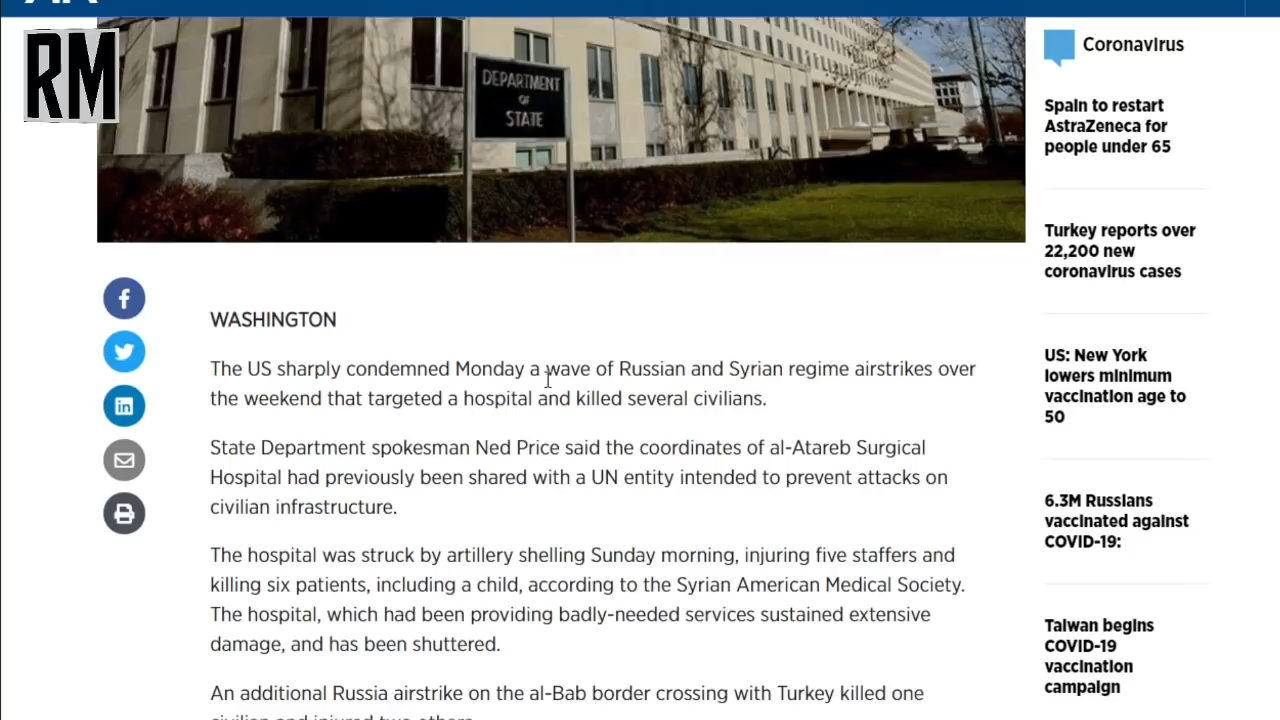 RM
DEPARTMENT
OF
STATE
Coronavirus
Spain to restart
AstraZeneca for
people under 65
Turkey reports over
22,200 new
coronavirus cases
US: New York
lowers minimum
vaccination age to
50
6.3M Russians
vaccinated against
COVID-19:
Taiwan begins
COVID-19
vaccination
campaign
WASHINGTON
The US sharply condemned Monday a wave of Russian and Syrian regime airstrikes over
the weekend that targeted a hospital and killed several civilians.
State Department spokesman Ned Price said the coordinates of al-Atareb Surgical
Hospital had previously been shared with a UN entity intended to prevent attacks on
civilian infrastructure.
The hospital was struck by artillery shelling Sunday morning, injuring five staffers and
killing six patients, including a child, according to the Syrian American Medical Society.
The hospital, which had been providing badly-needed services sustained extensive
damage, and has been shuttered.
An additional Russia airstrike on the al-Bab border crossing with Turkey killed one
civilian and injured two others.